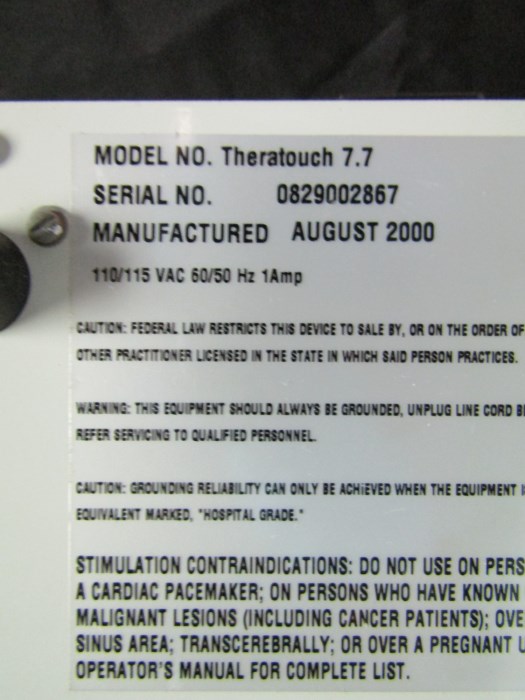 MODEL NO. Theratouch 7.7
SERIAL NO. 0829002867
MANUFACTURED AUGUST 2000
110/115 VAC 60/50 Hz 1Amp
CAUTION: FEDERAL LAW RESTRICTS THIS DEVICE TO SALE BY, OR ON THE ORDER OF
OTHER PRACTITIONER LICENSED IN THE STATE IN WHICH SAID PERSON PRACTICES.
WARNING: THIS EQUIPMENT SHOULD ALWAYS BE GROUNDED, UNPLUG LINE CORD
REFER SERVICING TO QUALIFIED PERSONNEL.
CAUTION: GROUNDING RELIABILITY CAN ONLY BE ACHIEVED WHEN THE EQUIPMENT
EQUIVALENT MARKED, "HOSPITAL GRADE."
STIMULATION CONTRAINDICATIONS: DO NOT USE ON PERS
A CARDIAC PACEMAKER; ON PERSONS WHO HAVE KNOWN
MALIGNANT LESIONS (INCLUDING CANCER PATIENTS); OVE
SINUS AREA; TRANSCEREBRALLY; OR OVER A PREGNANT U
OPERATOR'S MANUAL FOR COMPLETE LIST.